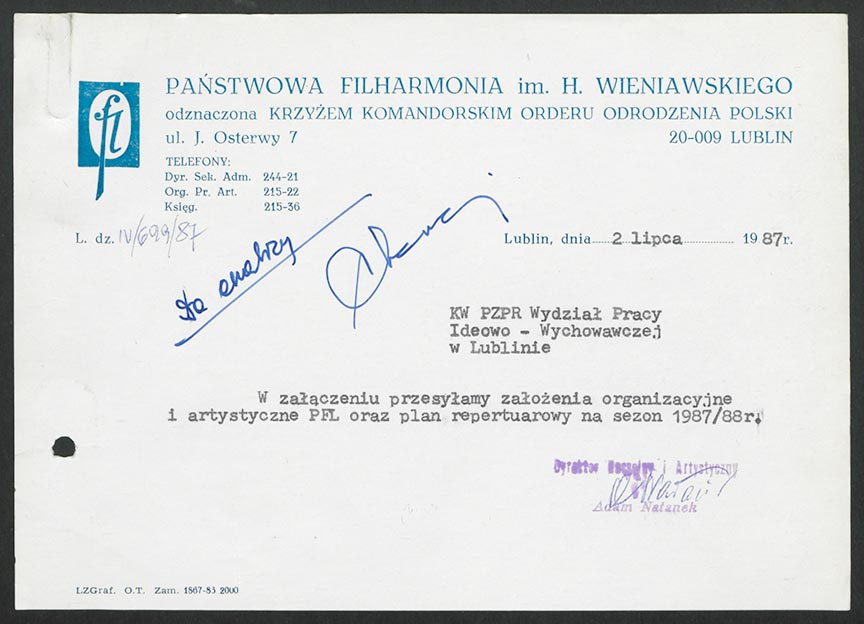 fl
PAŃSTWOWA FILHARMONIA im. H. WIENIAWSKIEGO
odznaczona KRZYŻEM KOMANDORSKIM ORDERU ODRODZENIA POLSKI
ul. J. Osterwy 7 20-009 LUBLIN
TELEFONY:
Dyr. Sek. Adm. 244-21
Org. Pr. Art. 215-22
Księg. 215-36
L. dz. IV/699/87 Lublin, dnia 2 lipca 1987r.
Do analizy
KW PZPR Wydział Pracy
Ideowo - Wychowawczej
w Lublinie
W załączeniu przesyłamy założenia organizacyjne
i artystyczne PFL oraz plan repertuarowy na sezon 1987/88r.
Dyrektor Naczelny i Artystyczny
Adam Natanek
LZGraf. O.T. Zam. 1867-83 2000